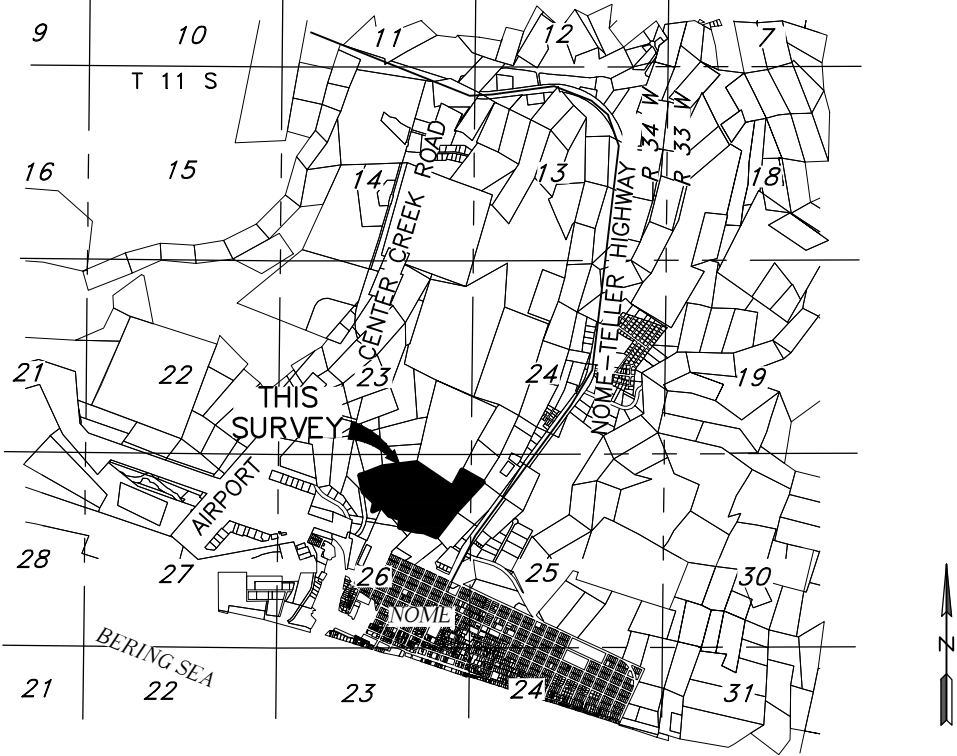 9 10 11 12 7
T 11 S
R 34 W
R 33 W
16 15 14 13 18
CENTER CREEK ROAD
NOME-TELLER HIGHWAY
21 22 23 24 19
THIS
SURVEY
AIRPORT
28 27 26 25 30
NOME
BERING SEA
21 22 23 24 31
N